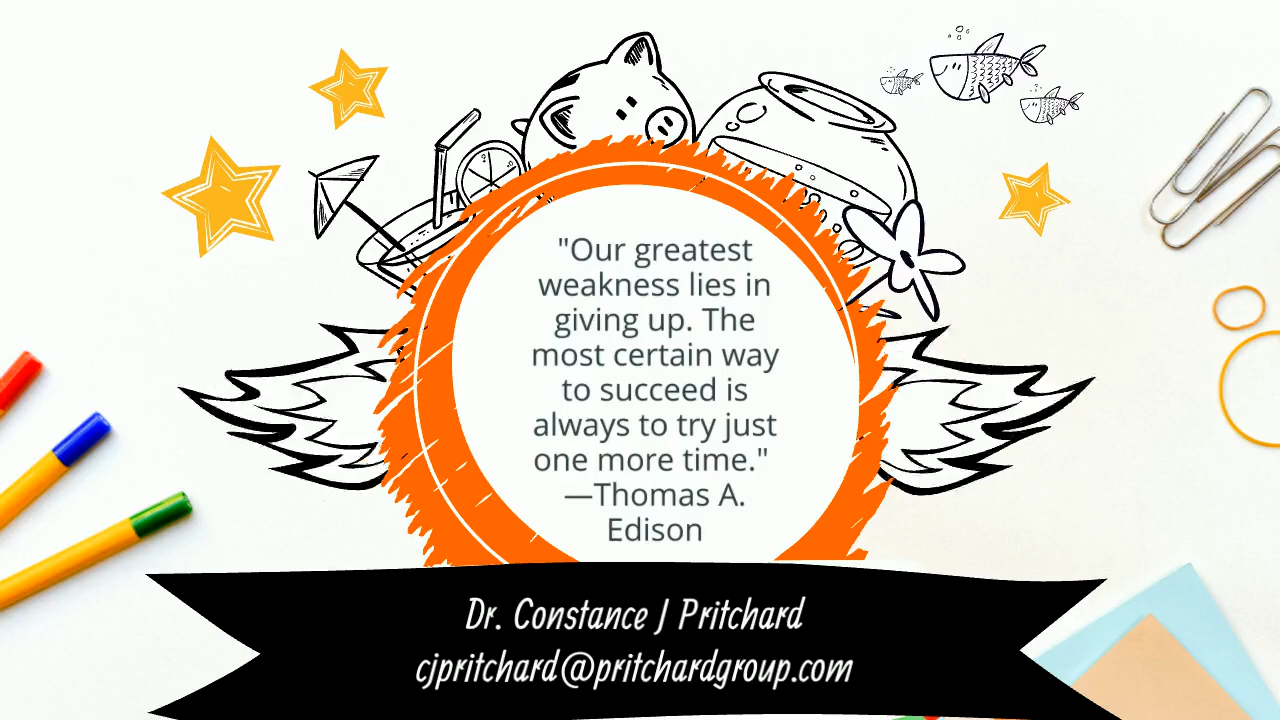 "Our greatest
weakness lies in
giving up. The
most certain way
to succeed is
always to try just
one more time."
—Thomas A.
Edison
Dr. Constance J Pritchard
cjpritchard@pritchardgroup.com